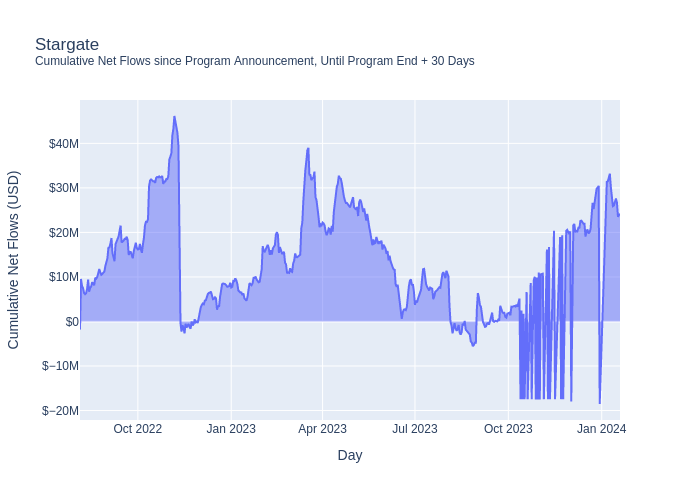 Stargate
Cumulative Net Flows since Program Announcement, Until Program End + 30 Days
Cumulative Net Flows (USD)
$40M
$30M
$20M
$10M
$0
$−10M
$−20M
Oct 2022
Jan 2023
Apr 2023
Jul 2023
Oct 2023
Jan 2024
Day